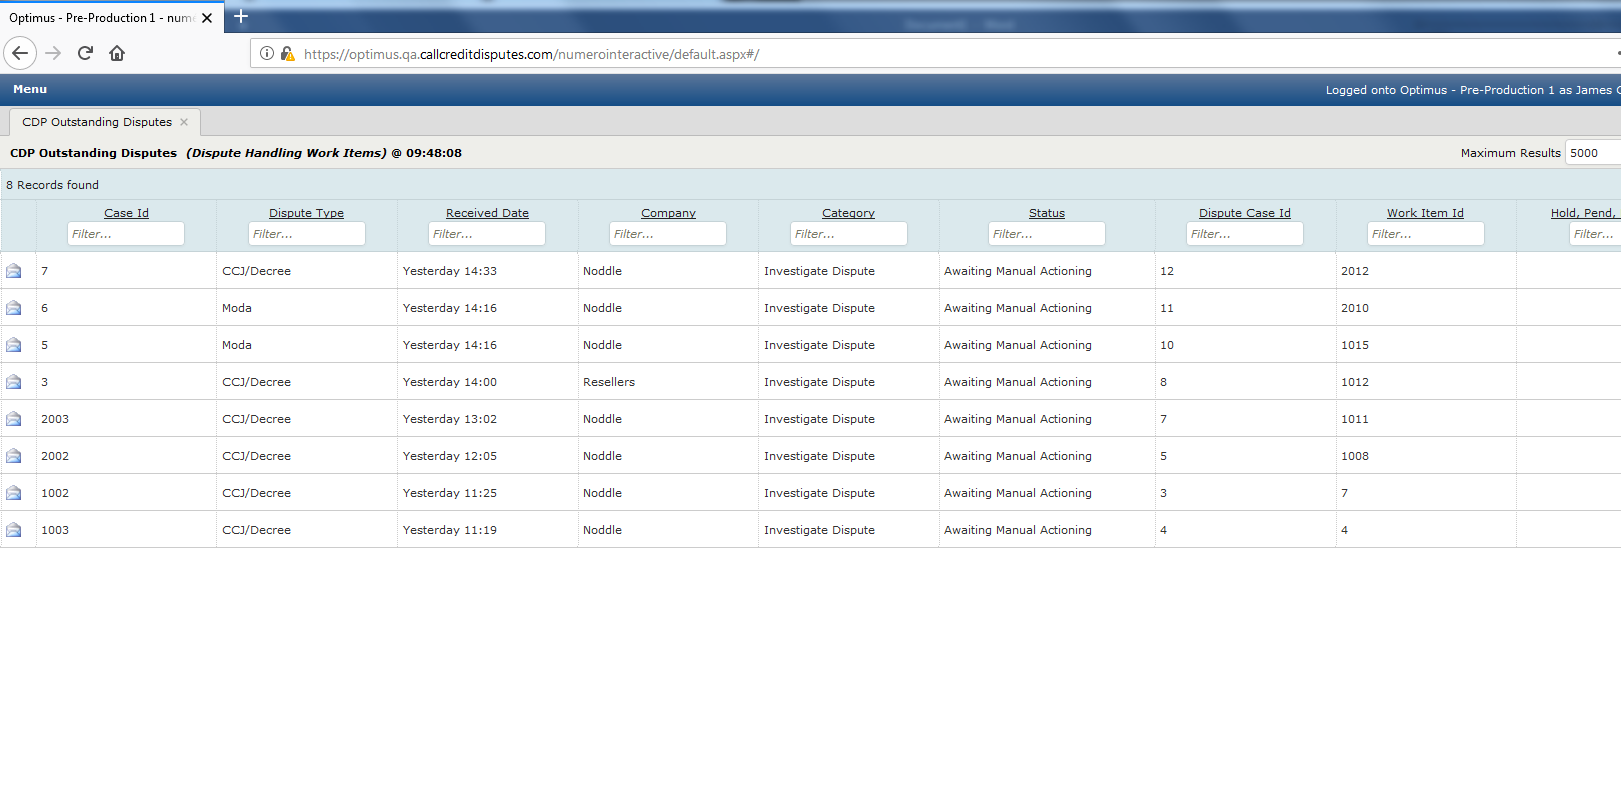 Optimus - Pre-Production 1 - nume
https://optimus.qa.callcreditdisputes.com/numerointeractive/default.aspx#/
Menu Logged onto Optimus - Pre-Production 1 as James
CDP Outstanding Disputes
CDP Outstanding Disputes (Dispute Handling Work Items) @ 09:48:08 Maximum Results 5000
8 Records found
Case Id Dispute Type Received Date Company Category Status Dispute Case Id Work Item Id Hold, Pend,
Filter... Filter... Filter... Filter... Filter... Filter... Filter... Filter... Filter...
7 CCJ/Decree Yesterday 14:33 Noddle Investigate Dispute Awaiting Manual Actioning 12 2012
6 Moda Yesterday 14:16 Noddle Investigate Dispute Awaiting Manual Actioning 11 2010
5 Moda Yesterday 14:16 Noddle Investigate Dispute Awaiting Manual Actioning 10 1015
3 CCJ/Decree Yesterday 14:00 Resellers Investigate Dispute Awaiting Manual Actioning 8 1012
2003 CCJ/Decree Yesterday 13:02 Noddle Investigate Dispute Awaiting Manual Actioning 7 1011
2002 CCJ/Decree Yesterday 12:05 Noddle Investigate Dispute Awaiting Manual Actioning 5 1008
1002 CCJ/Decree Yesterday 11:25 Noddle Investigate Dispute Awaiting Manual Actioning 3 7
1003 CCJ/Decree Yesterday 11:19 Noddle Investigate Dispute Awaiting Manual Actioning 4 4